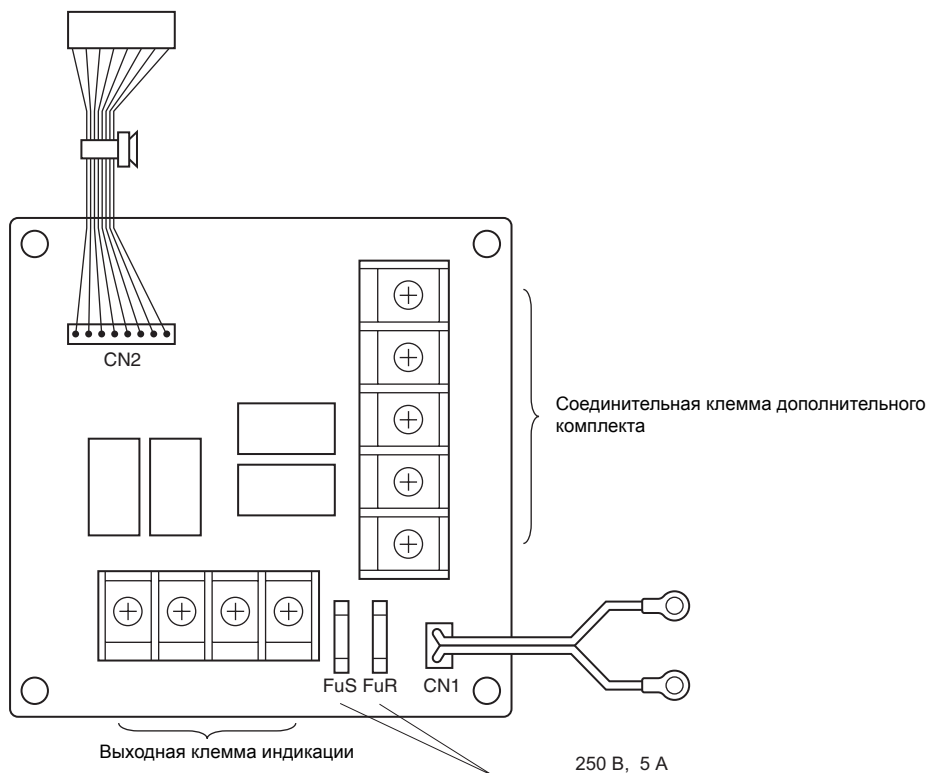 CN2
Соединительная клемма дополнительного
комплекта
FuS FuR CN1
Выходная клемма индикации
250 В, 5 А